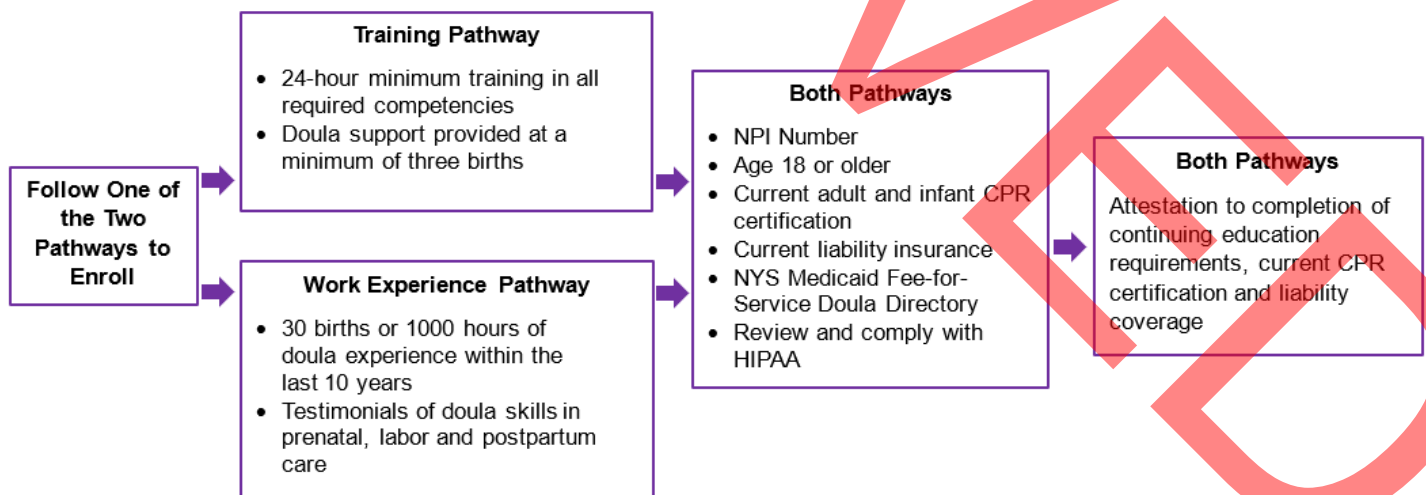 Follow One of
the Two
Pathways to
Enroll
Training Pathway
• 24-hour minimum training in all
required competencies
• Doula support provided at a
minimum of three births
Work Experience Pathway
• 30 births or 1000 hours of
doula experience within the
last 10 years
• Testimonials of doula skills in
prenatal, labor and postpartum
care
Both Pathways
• NPI Number
• Age 18 or older
• Current adult and infant CPR
certification
• Current liability insurance
• NYS Medicaid Fee-for-
Service Doula Directory
• Review and comply with
HIPAA
Both Pathways
Attestation to completion of
continuing education
requirements, current CPR
certification and liability
coverage